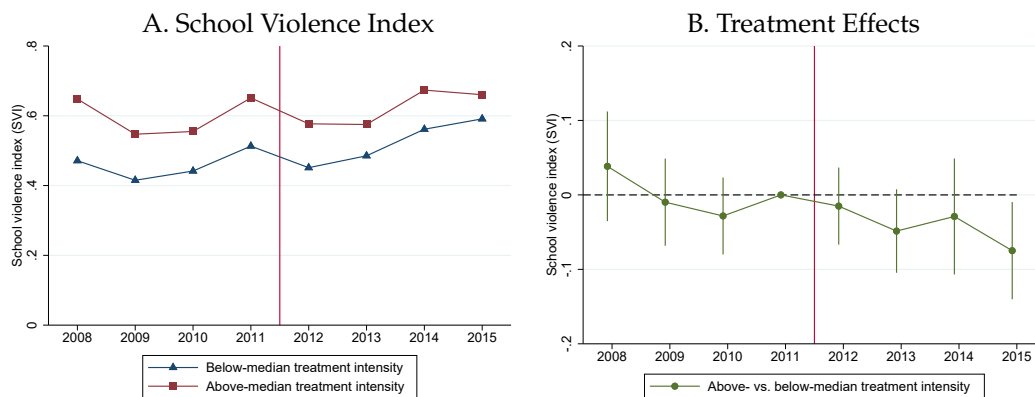 A. School Violence Index
School violence index (SVI)
.8
.6
.4
.2
0
2008 2009 2010 2011 2012 2013 2014 2015
Below-median treatment intensity
Above-median treatment intensity
B. Treatment Effects
School violence index (SVI)
.2
.1
0
-.1
-.2
2008 2009 2010 2011 2012 2013 2014 2015
Above- vs. below-median treatment intensity